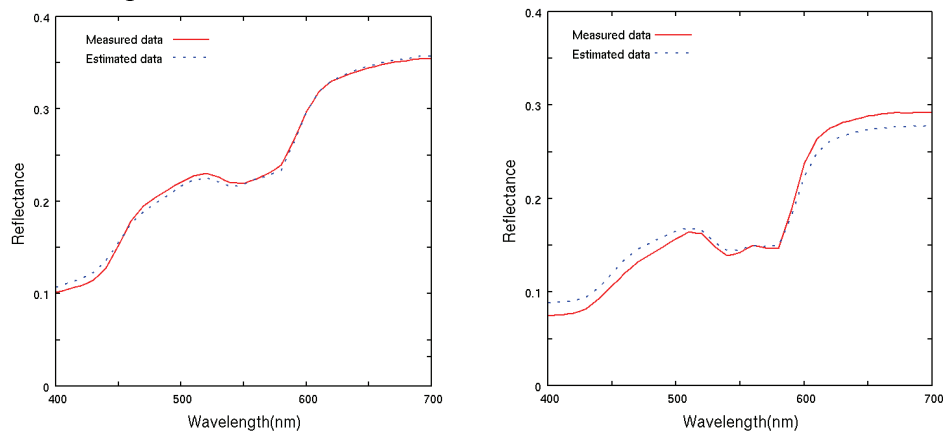 0.4
Measured data
Estimated data
0.3
Reflectance
0.2
0.1
0
400
500
600
700
Wavelength(nm)
0.4
Measured data
Estimated data
0.3
Reflectance
0.2
0.1
0
400
500
600
700
Wavelength(nm)